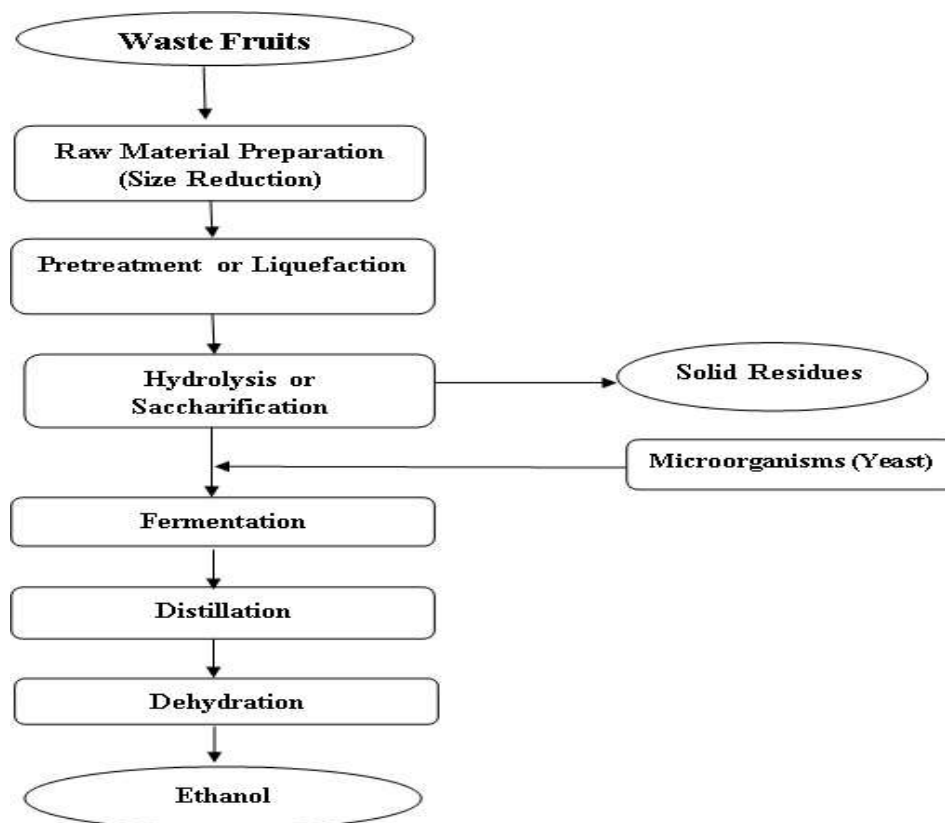 Waste Fruits
Raw Material Preparation
(Size Reduction)
Pretreatment or Liquefaction
Hydrolysis or
Saccharification
Solid Residues
Microorganisms (Yeast)
Fermentation
Distillation
Dehydration
Ethanol